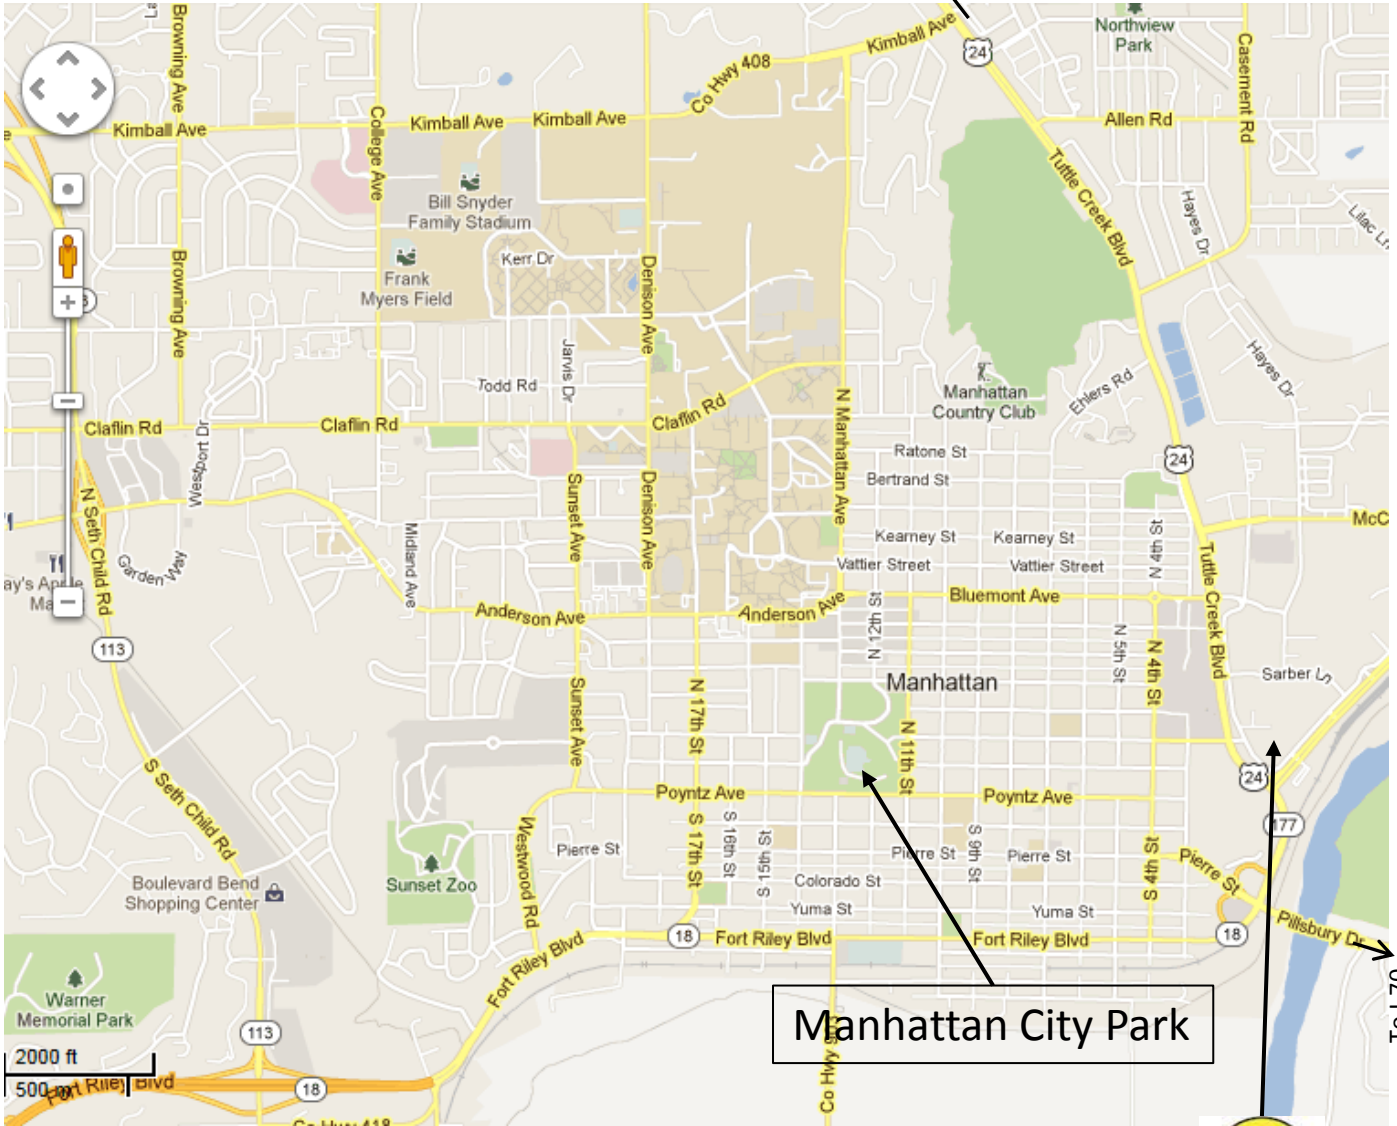 Northview
Park
Kimball Ave
24
Casement Rd
Browning Ave
Co Hwy 408
College Ave
Kimball Ave
Kimball Ave
Kimball Ave
Allen Rd
Tuttle Creek Blvd
Bill Snyder
Family Stadium
Hayes Dr
Lilac Ln
Kerr Dr
Browning Ave
Denison Ave
Frank
Myers Field
Jarvis Dr
Hayes Dr
Todd Rd
Manhattan
Country Club
Ehlers Rd
N Manhattan Ave
Claflin Rd
Claflin Rd
Claflin Rd
Westport Dr
Ratone St
24
Bertrand St
N Seth Child Rd
Sunset Ave
Denison Ave
McC
Midland Ave
Kearney St
Kearney St
N 4th St
Garden Way
Vattier Street
Vattier Street
Tuttle Creek Blvd
Anderson Ave
Anderson Ave
Bluemont Ave
N 12th St
113
N 5th St
N 4th St
Sarber Ln
Manhattan
Sunset Ave
N 17th St
N 11th St
S Seth Child Rd
24
Poyntz Ave
Poyntz Ave
177
S 17th St
S 16th St
S 15th St
S 9th St
Westwood Rd
Pierre St
Pierre St
Pierre St
S 4th St
Pierre St
Boulevard Bend
Shopping Center
Sunset Zoo
Colorado St
Yuma St
Yuma St
Pillsbury Dr
18
Fort Riley Blvd
Fort Riley Blvd
18
Fort Riley Blvd
Warner
Memorial Park
Manhattan City Park
113
2000 ft
500 m
Fort Riley Blvd
18
Co Hwy 418